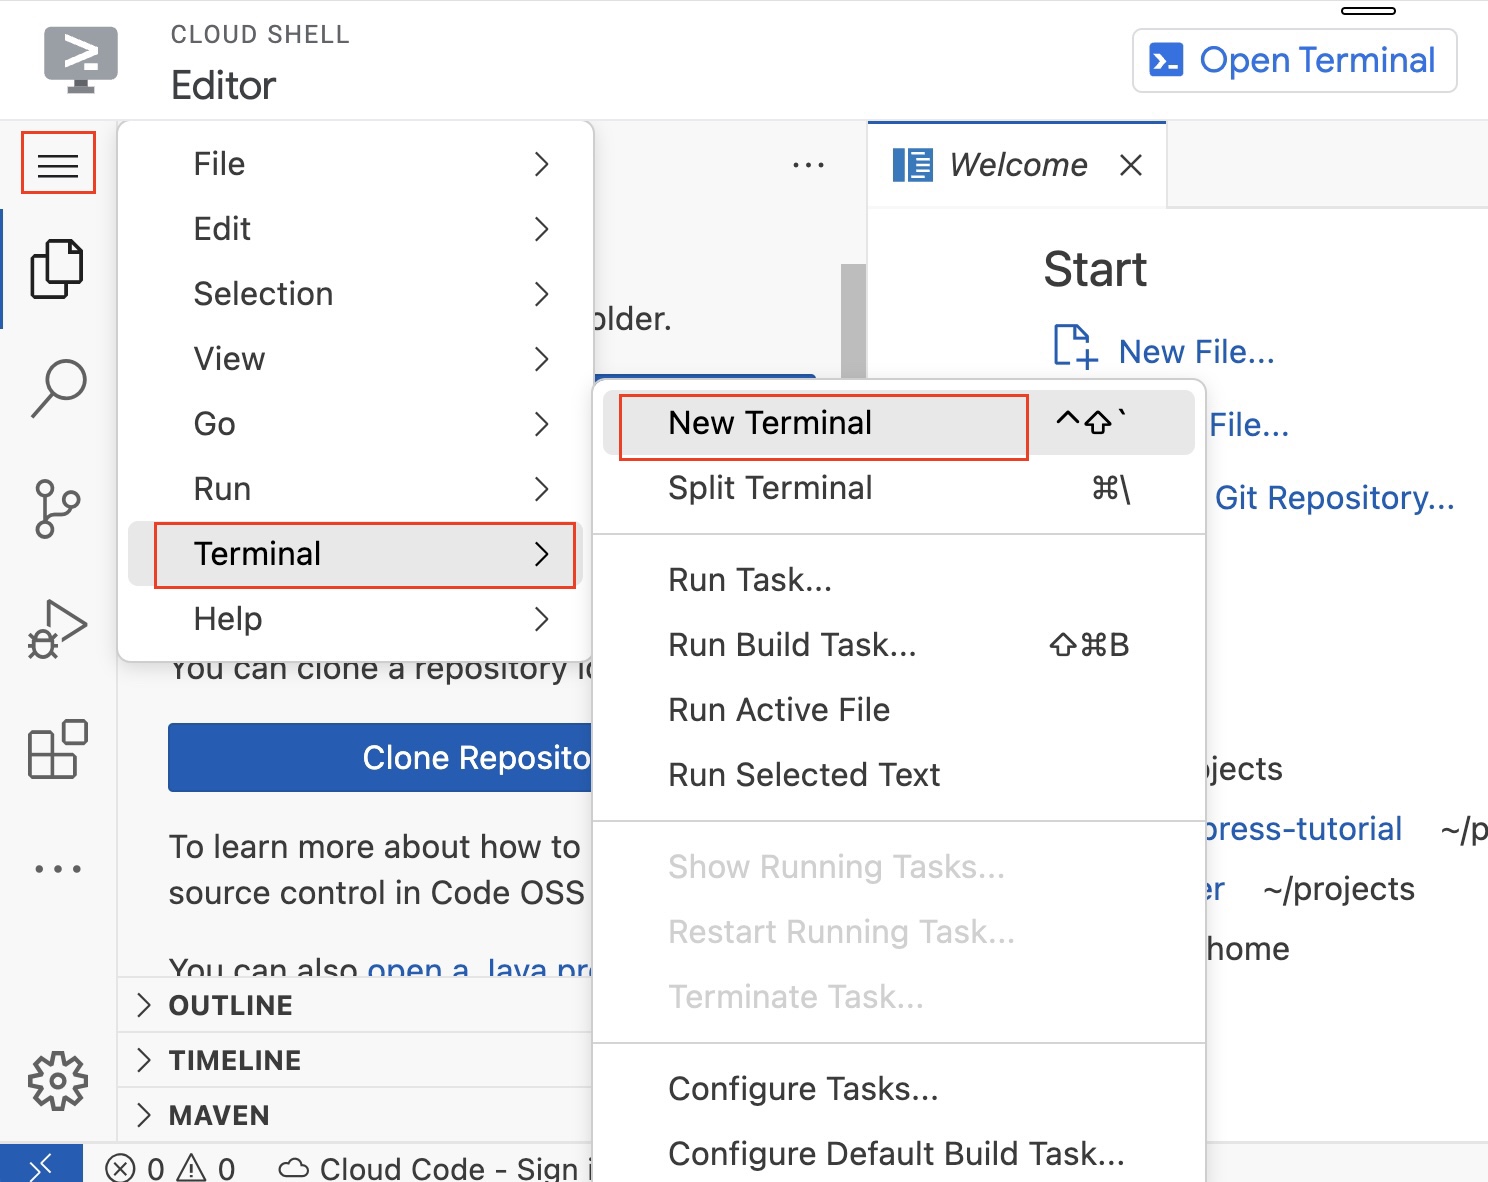 CLOUD SHELL
Editor
Open Terminal
File
Edit
Selection
View
Go
Run
Terminal
Help
New Terminal ^⇧`
Split Terminal ⌘\
Run Task...
Run Build Task... ⇧⌘B
Run Active File
Run Selected Text
Show Running Tasks...
Restart Running Task...
Terminate Task...
Configure Tasks...
Configure Default Build Task...
older.
You can clone a repository
Clone Reposito
To learn more about how to
source control in Code OSS
You can also open a Java pr
OUTLINE
TIMELINE
MAVEN
0 0 Cloud Code - Sign i
Welcome
Start
New File...
File...
Git Repository...
jects
press-tutorial ~/p
er ~/projects
home